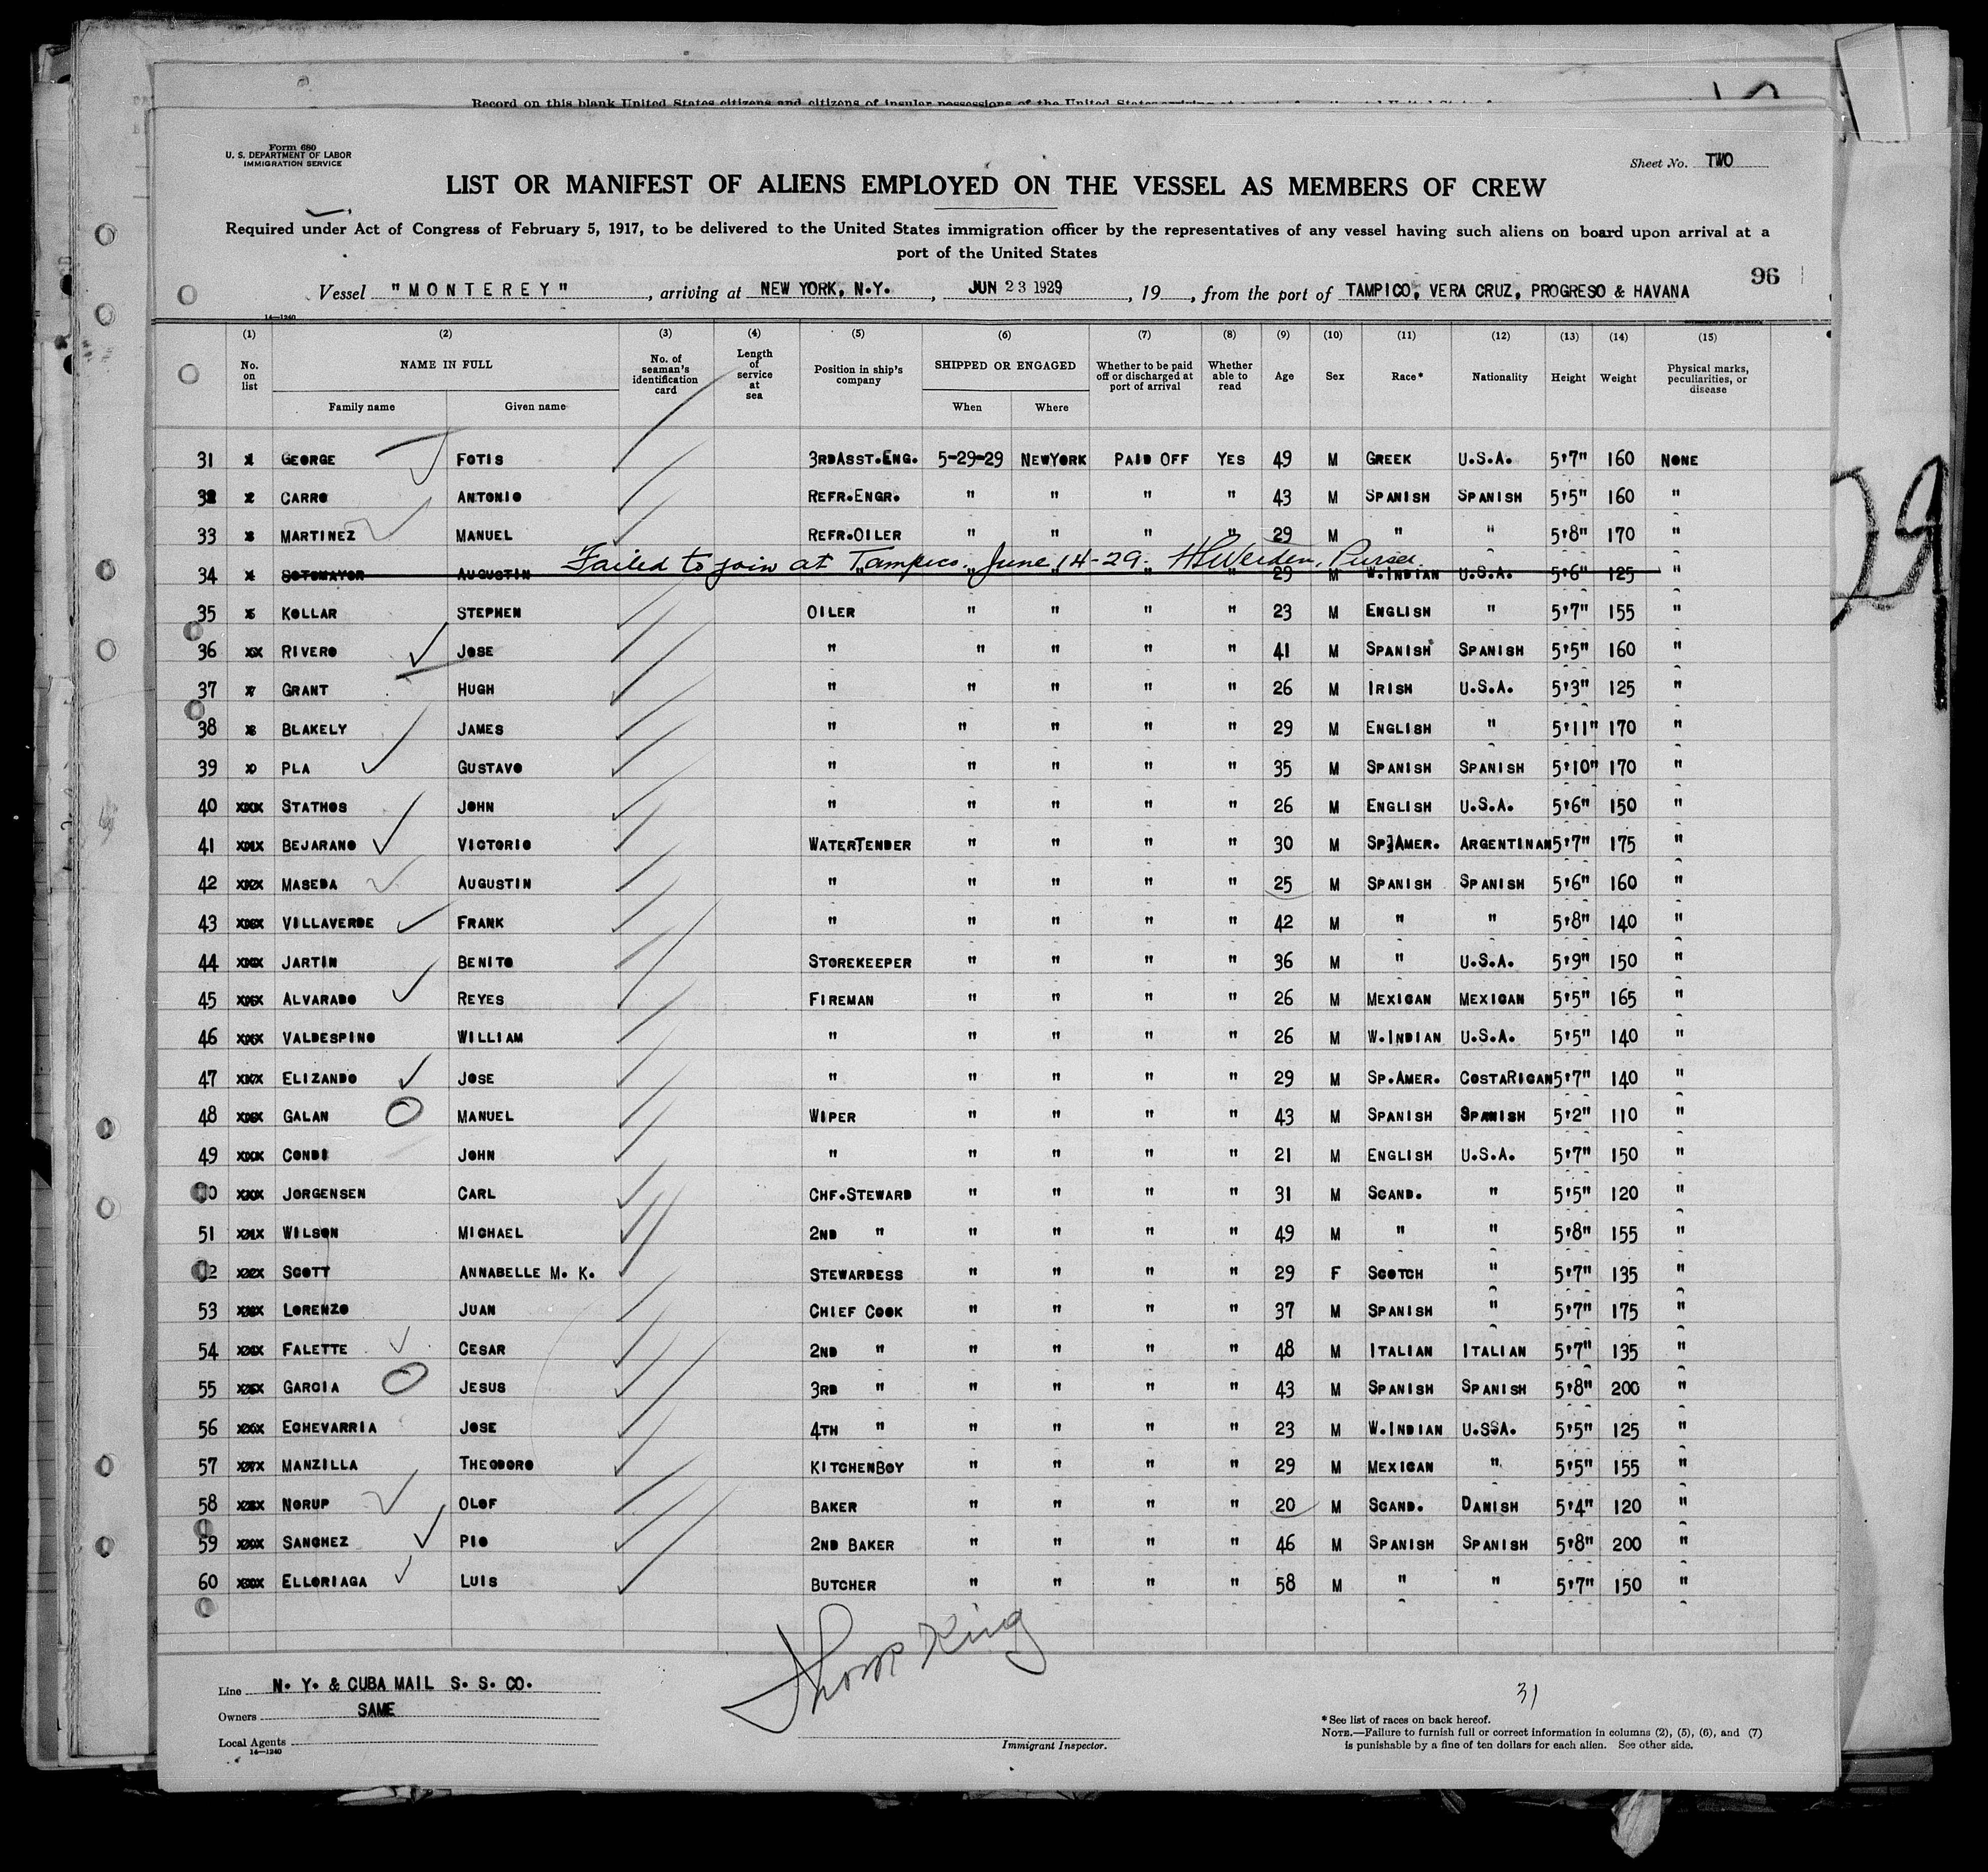 Record on this blank United States citizens and citizens of insular possessions of the United States
Form 680
U. S. DEPARTMENT OF LABOR
IMMIGRATION SERVICE
Sheet No. TWO
LIST OR MANIFEST OF ALIENS EMPLOYED ON THE VESSEL AS MEMBERS OF CREW
Required under Act of Congress of February 5, 1917, to be delivered to the United States immigration officer by the representatives of any vessel having such aliens on board upon arrival at a
port of the United States
96
Vessel "MONTEREY", arriving at NEW YORK, N.Y., JUN 23 1929, 19, from the port of TAMPICO, VERA CRUZ, PROGRESO & HAVANA
14—1240
(1) (2) (3) (4) (5) (6) (7) (8) (9) (10) (11) (12) (13) (14) (15)
No. on list NAME IN FULL Family name Given name No. of seaman's identification card Length of service at sea Position in ship's company SHIPPED OR ENGAGED When Where Whether to be paid off or discharged at port of arrival Whether able to read Age Sex Race* Nationality Height Weight Physical marks, peculiarities, or disease
31 GEORGE FOTIS 3RDASST.ENG. 5-29-29 NEWYORK PAID OFF YES 49 M GREEK U.S.A. 5'7" 160 NONE
32 CARRO ANTONIO REFR.ENGR. " " " " 43 M SPANISH SPANISH 5'5" 160 "
33 MARTINEZ MANUEL REFR.OILER " " " " 29 M " " 5'8" 170 "
Failed to join at Tampico. June 14-29. Purser.
34 SOTOMAYOR AUGUSTIN " " " " " 29 M W.INDIAN U.S.A. 5'6" 125 "
35 KOLLAR STEPHEN OILER " " " " 23 M ENGLISH " 5'7" 155 "
36 RIVERO JOSE " " " " " 41 M SPANISH SPANISH 5'5" 160 "
37 GRANT HUGH " " " " " 26 M IRISH U.S.A. 5'3" 125 "
38 BLAKELY JAMES " " " " " 29 M ENGLISH " 5'11" 170 "
39 PLA GUSTAVO " " " " " 35 M SPANISH SPANISH 5'10" 170 "
40 STATHOS JOHN " " " " " 26 M ENGLISH U.S.A. 5'6" 150 "
41 BEJARANO VICTORIO WATERTENDER " " " " 30 M SP.AMER. ARGENTINAN 5'7" 175 "
42 MASEDA AUGUSTIN " " " " " 25 M SPANISH SPANISH 5'6" 160 "
43 VILLAVERDE FRANK " " " " " 42 M " " 5'8" 140 "
44 JARTIN BENITO STOREKEEPER " " " " 36 M " U.S.A. 5'9" 150 "
45 ALVARADO REYES FIREMAN " " " " 26 M MEXICAN MEXICAN 5'5" 165 "
46 VALDESPINO WILLIAM " " " " " 26 M W.INDIAN U.S.A. 5'5" 140 "
47 ELIZANDO JOSE " " " " " 29 M SP.AMER. COSTARICAN 5'7" 140 "
48 GALAN MANUEL WIPER " " " " 43 M SPANISH SPANISH 5'2" 110 "
49 CONDI JOHN " " " " " 21 M ENGLISH U.S.A. 5'7" 150 "
50 JORGENSEN CARL CHF.STEWARD " " " " 31 M SCAND. " 5'5" 120 "
51 WILSON MICHAEL 2ND " " " " " 49 M " " 5'8" 155 "
52 SCOTT ANNABELLE M. K. STEWARDESS " " " " 29 F SCOTCH " 5'7" 135 "
53 LORENZO JUAN CHIEF COOK " " " " 37 M SPANISH " 5'7" 175 "
54 FALETTE CESAR 2ND " " " " " 48 M ITALIAN ITALIAN 5'7" 135 "
55 GARCIA JESUS 3RD " " " " " 43 M SPANISH SPANISH 5'8" 200 "
56 ECHEVARRIA JOSE 4TH " " " " " 23 M W.INDIAN U.SSA. 5'5" 125 "
57 MANZILLA THEODORO KITCHENBOY " " " " 29 M MEXICAN " 5'5" 155 "
58 NORUP OLOF BAKER " " " " 20 M SCAND. DANISH 5'4" 120 "
59 SANCHEZ PIO 2ND BAKER " " " " 46 M SPANISH SPANISH 5'8" 200 "
60 ELLORIAGA LUIS BUTCHER " " " " 58 M " " 5'7" 150 "
Line N. Y. & CUBA MAIL S. S. CO.
Owners SAME
Local Agents
14—1240
King
Immigrant Inspector.
31
*See list of races on back hereof.
NOTE.—Failure to furnish full or correct information in columns (2), (5), (6), and (7)
is punishable by a fine of ten dollars for each alien. See other side.